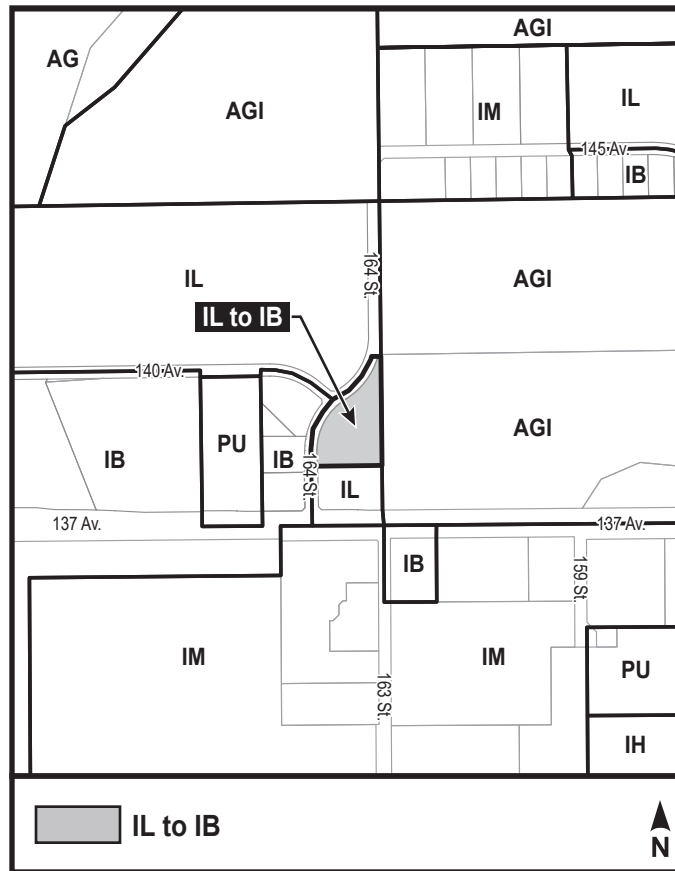 AGI
AG
AGI
IM
IL
145 Av.
IB
IL
164 St.
AGI
IL to IB
140 Av.
PU
IB
IB
164 St.
AGI
IL
137 Av.
137 Av.
IB
159 St.
IM
163 St.
IM
PU
IH
IL to IB
N